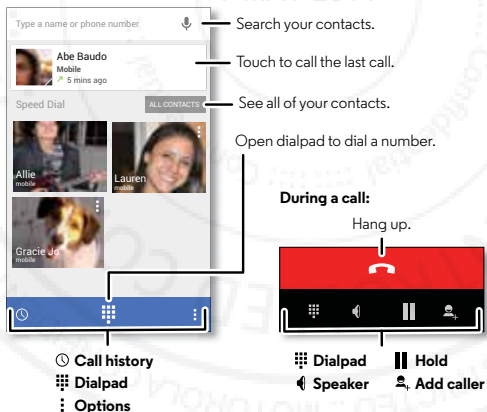 Type a name or phone number
Search your contacts.
Abe Baudo
Mobile
5 mins ago
Touch to call the last call.
Speed Dial
ALL CONTACTS
See all of your contacts.
Open dialpad to dial a number.
Allie
mobile
Lauren
mobile
Gracie Jo
mobile
During a call:
Hang up.
Call history
Dialpad
Options
Dialpad
Hold
Speaker
Add caller